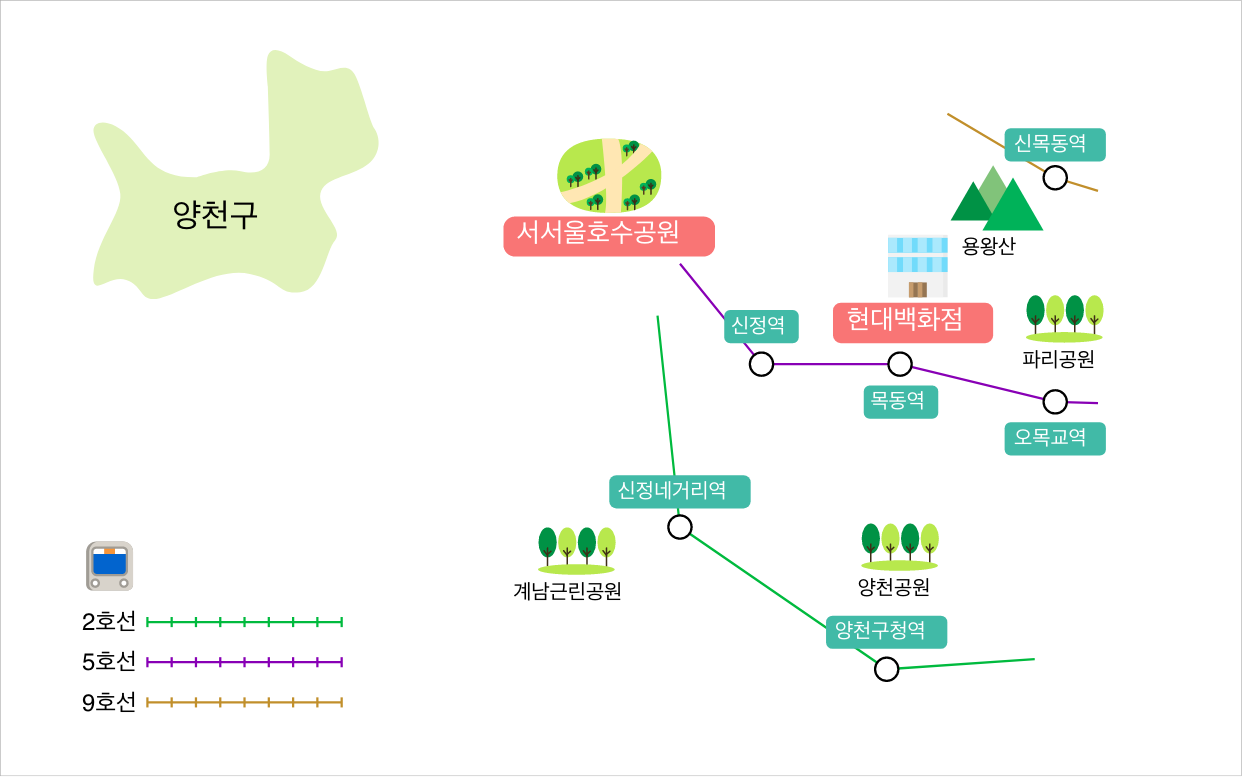 양천구
서서울호수공원
신목동역
용왕산
현대백화점
신정역
파리공원
목동역
오목교역
신정네거리역
계남근린공원
양천공원
양천구청역
2호선
5호선
9호선